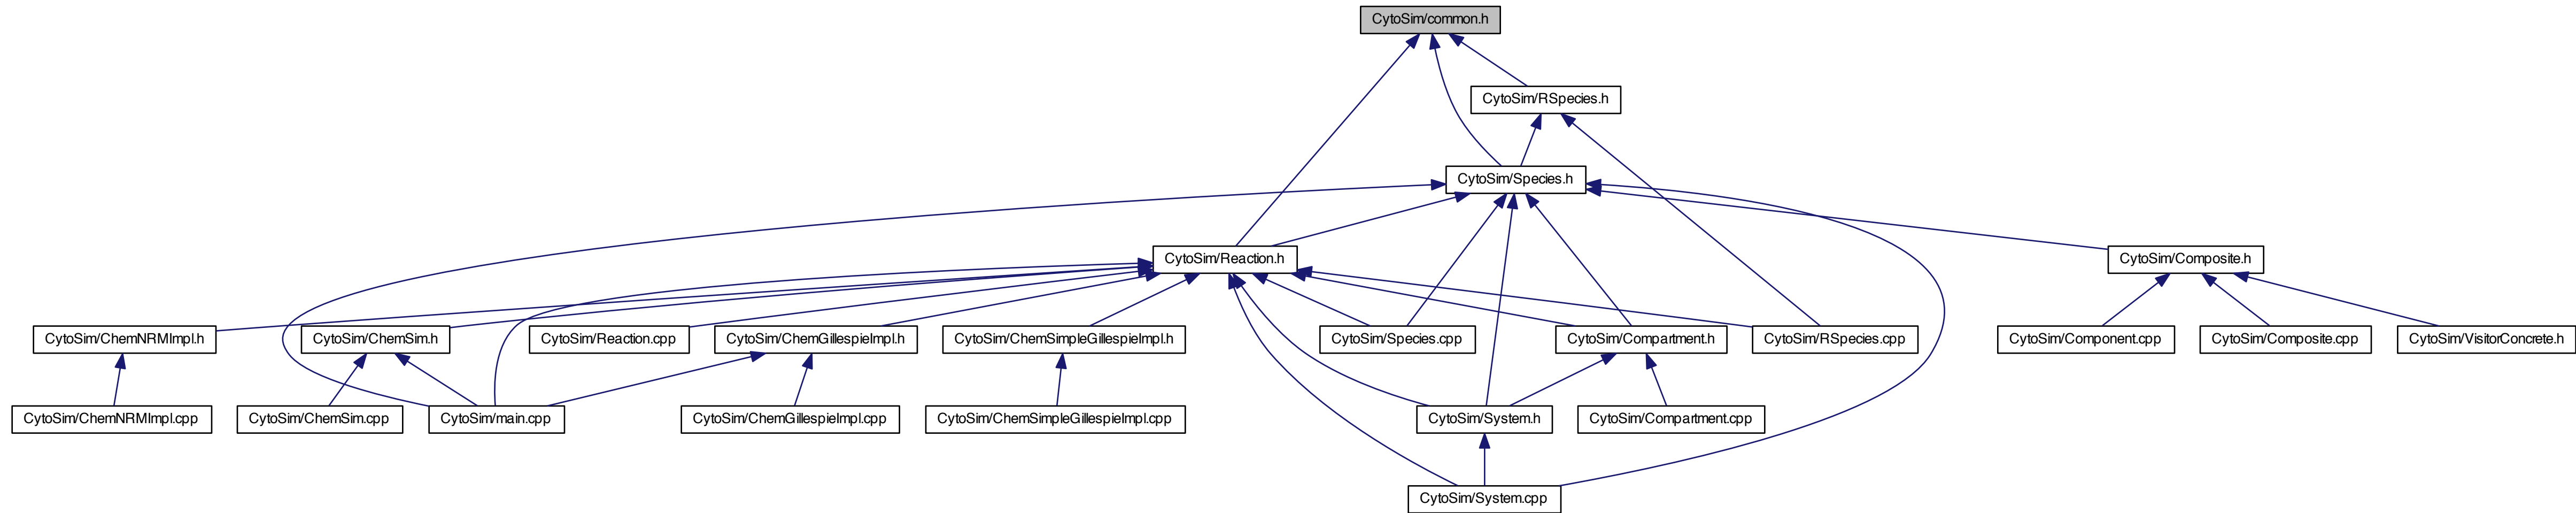 CytoSim/common.h
CytoSim/RSpecies.h
CytoSim/Species.h
CytoSim/Reaction.h
CytoSim/Composite.h
CytoSim/ChemNRMImpl.h
CytoSim/ChemSim.h
CytoSim/Reaction.cpp
CytoSim/ChemGillespieImpl.h
CytoSim/ChemSimpleGillespieImpl.h
CytoSim/Species.cpp
CytoSim/Compartment.h
CytoSim/RSpecies.cpp
CytoSim/Component.cpp
CytoSim/Composite.cpp
CytoSim/VisitorConcrete.h
CytoSim/ChemNRMImpl.cpp
CytoSim/ChemSim.cpp
CytoSim/main.cpp
CytoSim/ChemGillespieImpl.cpp
CytoSim/ChemSimpleGillespieImpl.cpp
CytoSim/System.h
CytoSim/Compartment.cpp
CytoSim/System.cpp